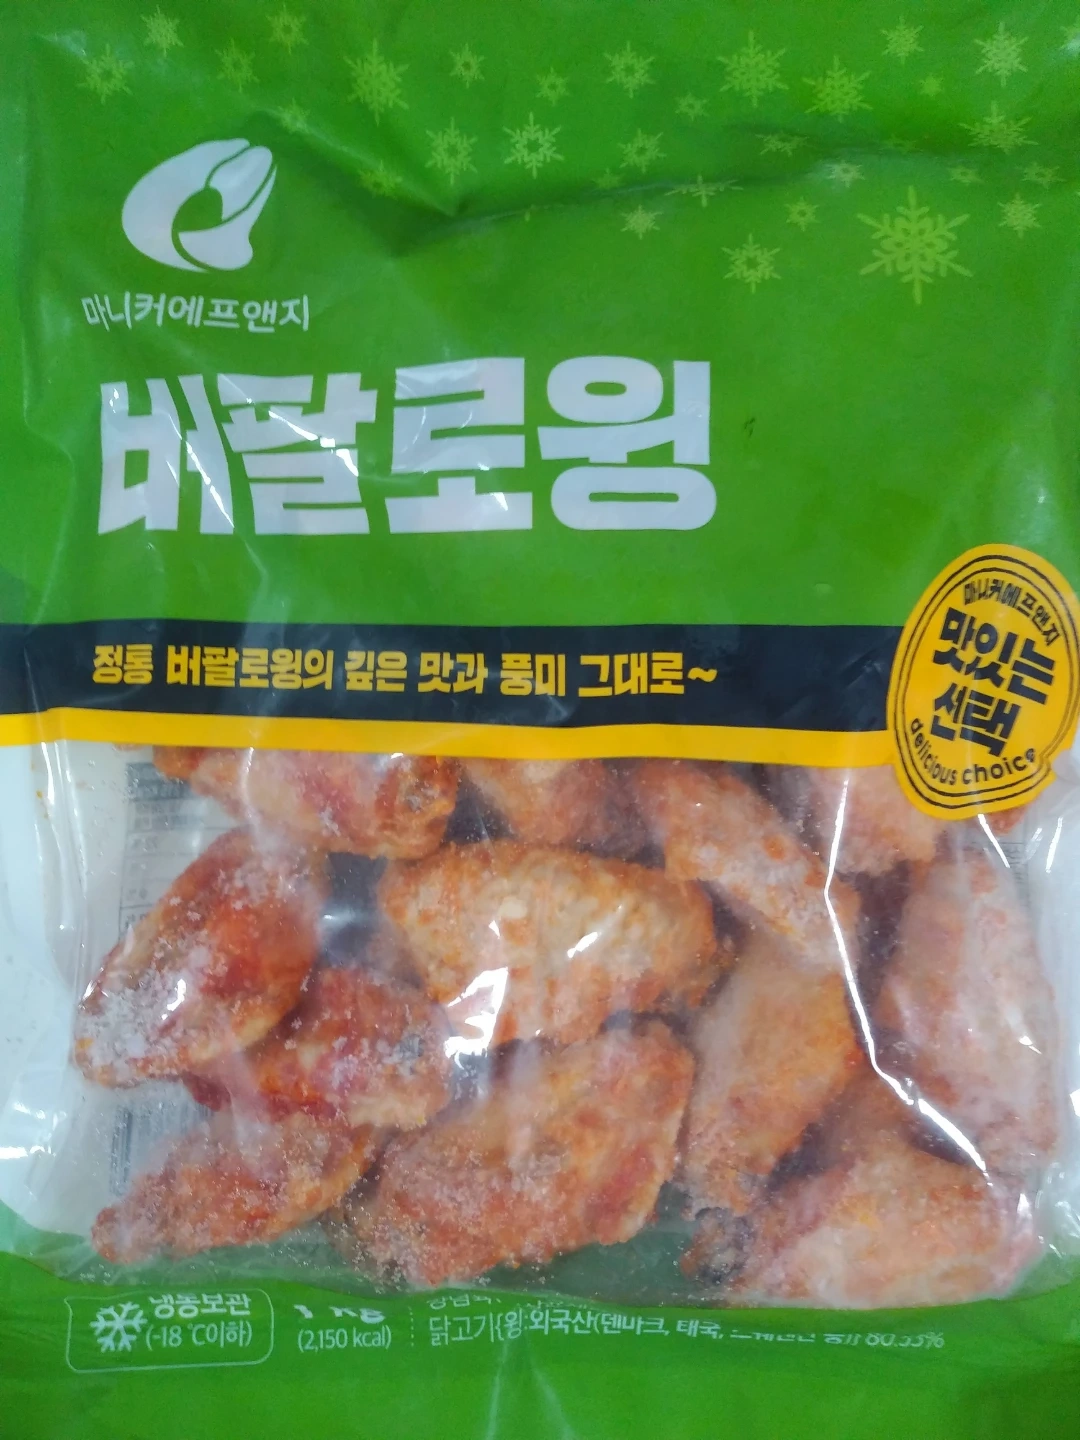 마니커에프앤지
버팔로윙
정통 버팔로윙의 깊은 맛과 풍미 그대로~
마니커에프앤지
맛있는
선택
delicious choice
냉동보관
(-18℃이하)
1 kg
(2,150 kcal)
닭고기{윙:외국산(덴마크, 태국,